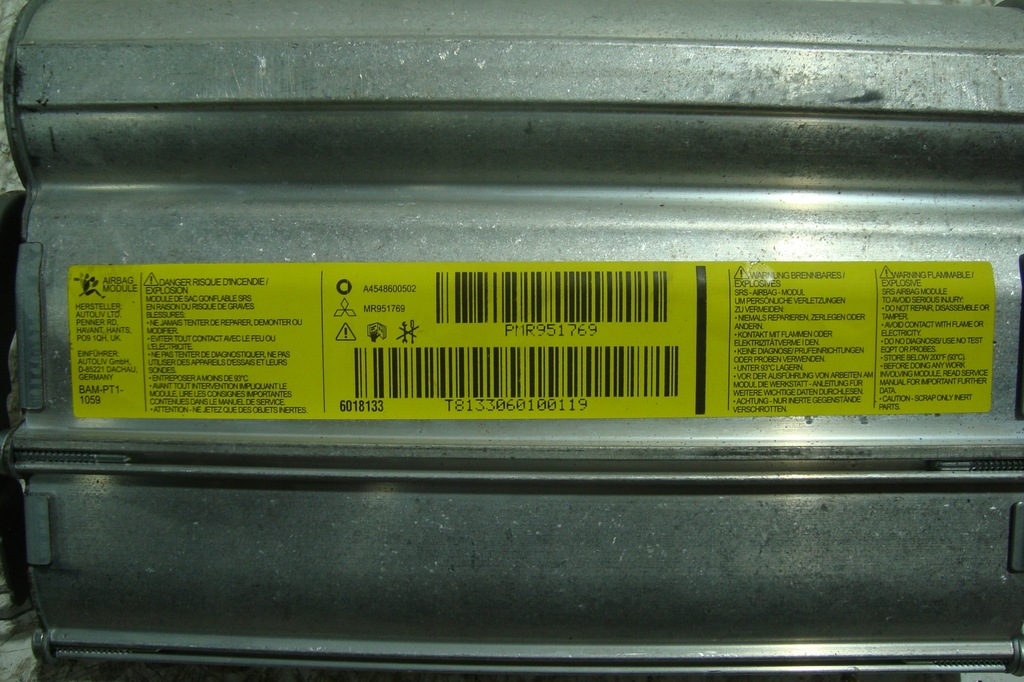 AIRBAG
MODULE
HERSTELLER:
AUTOLIV LTD.
PENNER RD,
HAVANT, HANTS,
PO9 1QH, UK.
EINFÜHRER:
AUTOLIV GmbH,
D-85221 DACHAU,
GERMANY
BAM-PT1-
1059
DANGER RISQUE D'INCENDIE /
EXPLOSION
MODULE DE SAC GONFLABLE SRS
EN RAISON DU RISQUE DE GRAVES
BLESSURES:
• NE JAMAIS TENTER DE REPARER, DEMONTER OU
MODIFIER.
• EVITER TOUT CONTACT AVEC LE FEU OU
L'ELECTRICITE.
• NE PAS TENTER DE DIAGNOSTIQUER, NE PAS
UTILISER DES APPAREILS D'ESSAIS ET LEURS
SONDES.
• ENTREPOSER A MOINS DE 93°C
• AVANT TOUT INTERVENTION IMPLIQUANT LE
MODULE, LIRE LES CONSIGNES IMPORTANTES
CONTENUES DANS LE MANUEL DE SERVICE.
• ATTENTION - NE JETEZ QUE DES OBJETS INERTES.
A4548600502
MR951769
PMR951769
6018133
T8133060100119
WARNUNG BRENNBARES /
EXPLOSIVES
SRS - AIRBAG - MODUL
UM PERSÖNLICHE VERLETZUNGEN
ZU VERMEIDEN:
• NIEMALS REPARIEREN, ZERLEGEN ODER
ANDERN.
• KONTAKT MIT FLAMMEN ODER
ELEKTRIZITÄT VERMEIDEN.
• KEINE DIAGNOSE/PRÜFEINRICHTUNGEN
ODER PROBEN VERWENDEN.
• UNTER 93°C LAGERN.
• VOR DER AUSFÜHRUNG VON ARBEITEN AM
MODUL DIE WERKSTATT - ANLEITUNG FÜR
WEITERE WICHTIGE DATEN DURCHLESEN.
• ACHTUNG - NUR INERTE GEGENSTÄNDE
VERSCHROTTEN.
WARNING FLAMMABLE /
EXPLOSIVE
SRS AIRBAG MODULE
TO AVOID SERIOUS INJURY:
• DO NOT REPAIR, DISASSEMBLE OR
TAMPER.
• AVOID CONTACT WITH FLAME OR
ELECTRICITY.
• DO NO DIAGNOSIS/ USE NO TEST
EQPT OR PROBES.
• STORE BELOW 200°F (93°C).
• BEFORE DOING ANY WORK
INVOLVING MODULE, READ SERVICE
MANUAL FOR IMPORTANT FURTHER
DATA.
• CAUTION - SCRAP ONLY INERT
PARTS.